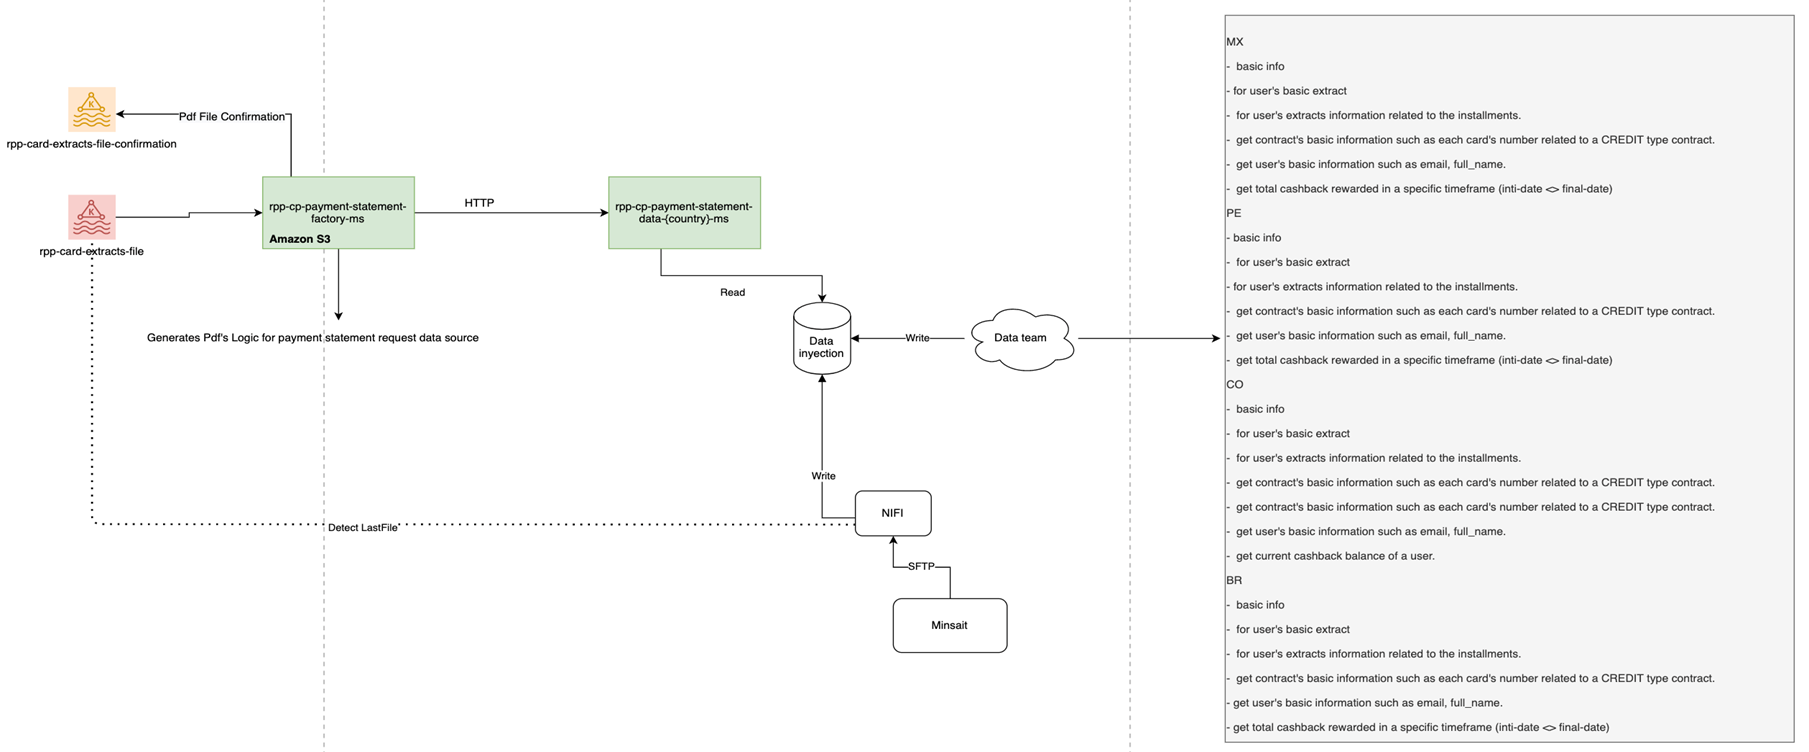 Pdf File Confirmation
K
rpp-card-extracts-file-confirmation
K
rpp-card-extracts-file
rpp-cp-payment-statement-
factory-ms
Amazon S3
HTTP
rpp-cp-payment-statement-
data-{country}-ms
Read
Generates Pdf's Logic for payment statement request data source
Data
inyection
Write
Data team
Write
NIFI
Detect LastFile
SFTP
Minsait
MX
- basic info
- for user's basic extract
- for user's extracts information related to the installments.
- get contract's basic information such as each card's number related to a CREDIT type contract.
- get user's basic information such as email, full_name.
- get total cashback rewarded in a specific timeframe (inti-date <> final-date)
PE
- basic info
- for user's basic extract
- for user's extracts information related to the installments.
- get contract's basic information such as each card's number related to a CREDIT type contract.
- get user's basic information such as email, full_name.
- get total cashback rewarded in a specific timeframe (inti-date <> final-date)
CO
- basic info
- for user's basic extract
- for user's extracts information related to the installments.
- get contract's basic information such as each card's number related to a CREDIT type contract.
- get contract's basic information such as each card's number related to a CREDIT type contract.
- get user's basic information such as email, full_name.
- get current cashback balance of a user.
BR
- basic info
- for user's basic extract
- for user's extracts information related to the installments.
- get contract's basic information such as each card's number related to a CREDIT type contract.
- get user's basic information such as email, full_name.
- get total cashback rewarded in a specific timeframe (inti-date <> final-date)